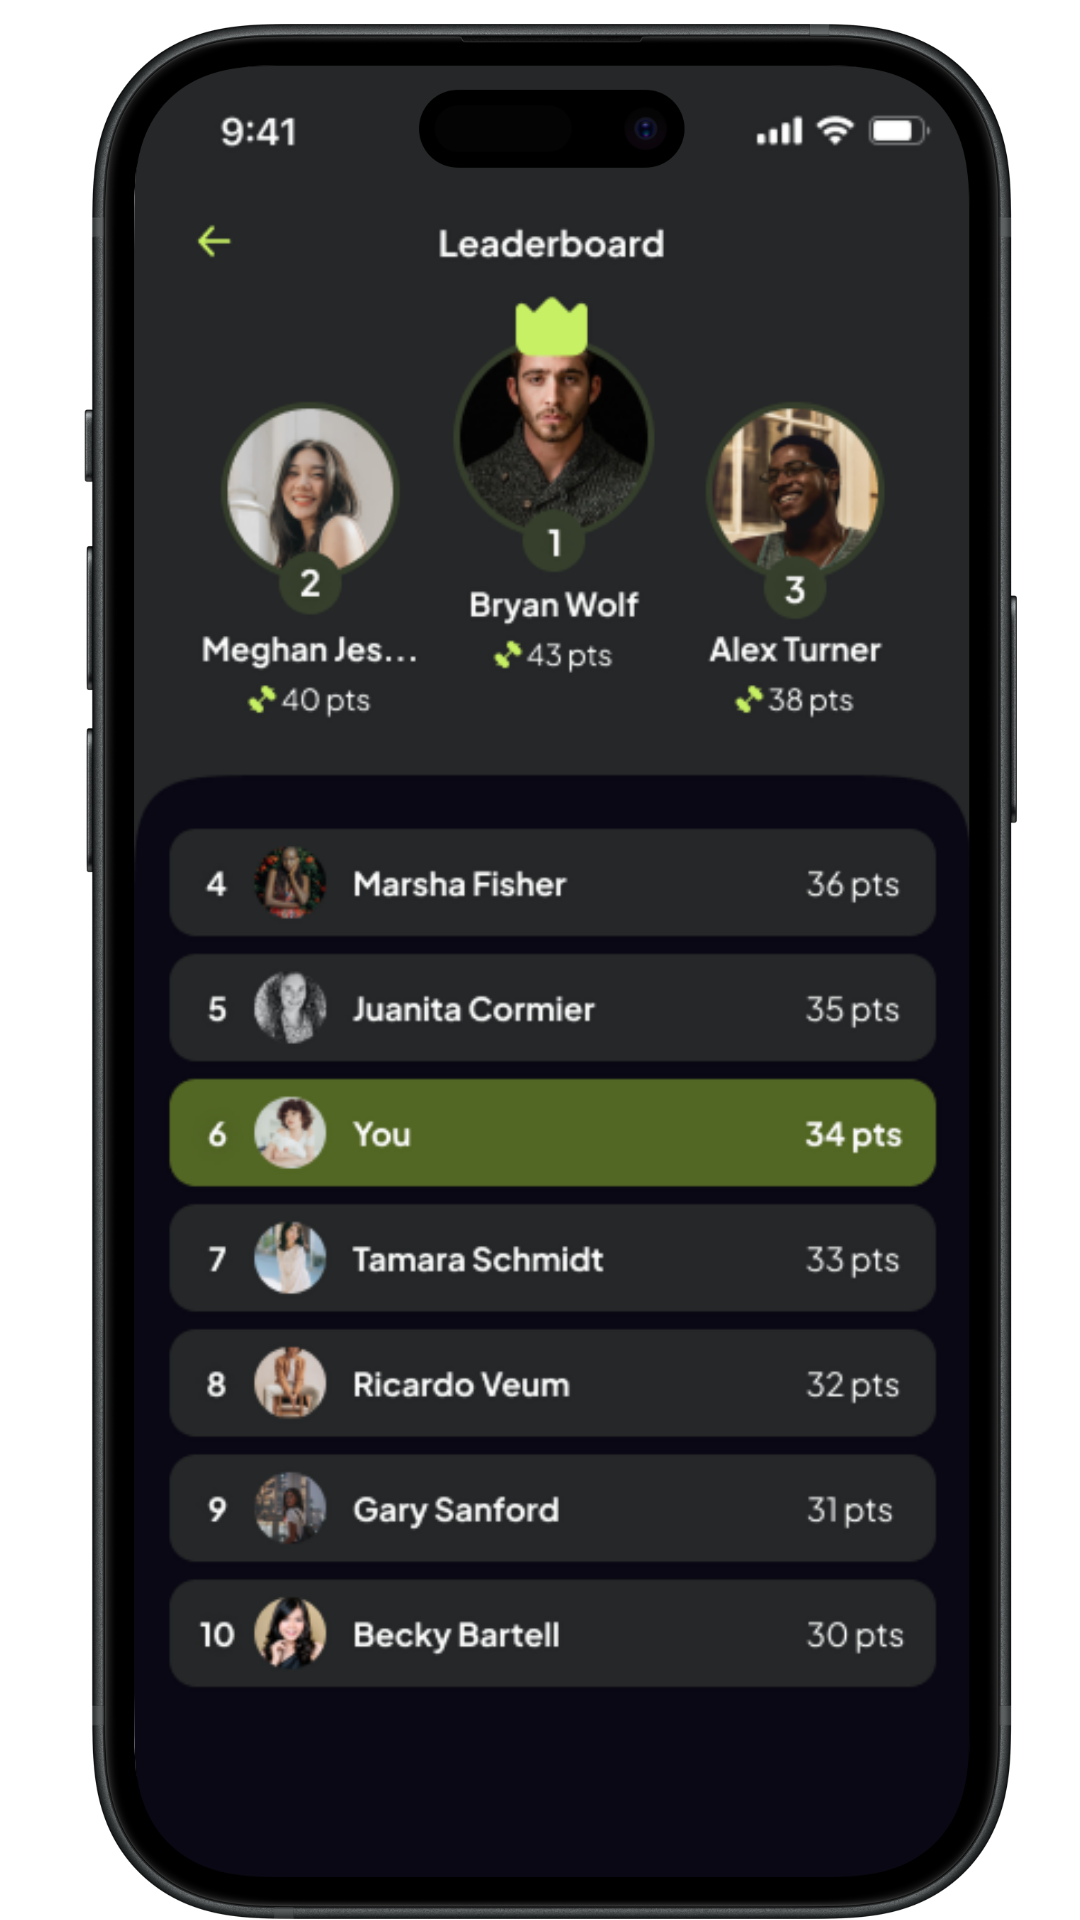 9:41
Leaderboard
1
Bryan Wolf
43 pts
2
Meghan Jes...
40 pts
3
Alex Turner
38 pts
4 Marsha Fisher 36 pts
5 Juanita Cormier 35 pts
6 You 34 pts
7 Tamara Schmidt 33 pts
8 Ricardo Veum 32 pts
9 Gary Sanford 31 pts
10 Becky Bartell 30 pts